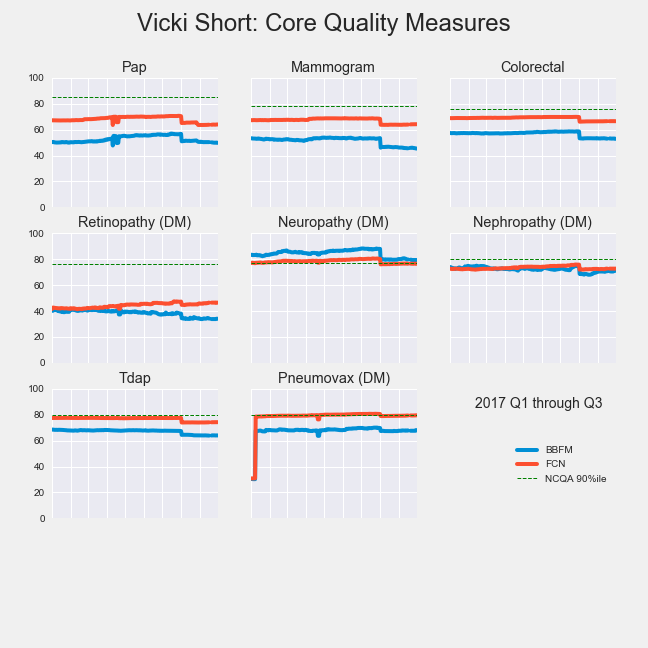 Vicki Short: Core Quality Measures
Pap
Mammogram
Colorectal
100
80
60
40
20
0
Retinopathy (DM)
Neuropathy (DM)
Nephropathy (DM)
100
80
60
40
20
0
Tdap
Pneumovax (DM)
100
80
60
40
20
0
2017 Q1 through Q3
BBFM
FCN
NCQA 90%ile